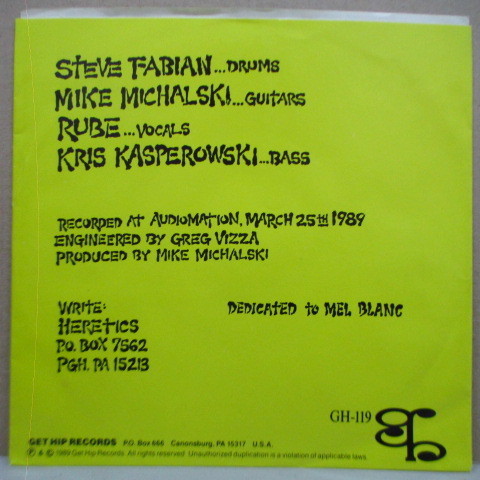 STEVE FABIAN...DRUMS
MIKE MICHALSKI...GUITARS
RUBE...VOCALS
KRIS KASPEROWSKI...BASS
RECORDED AT AUDIOMATION, MARCH 25TH 1989
ENGINEERED BY GREG VIZZA
PRODUCED BY MIKE MICHALSKI
WRITE:
HERETICS
P.O. BOX 7562
PGH. PA 15213
DEDICATED TO MEL BLANC
GH-119
GET HIP RECORDS P.O. Box 666 Canonsburg, PA 15317 U.S.A.
℗ & © 1989 Get Hip Records. All rights reserved Unauthorized duplication is a violation of applicable laws.